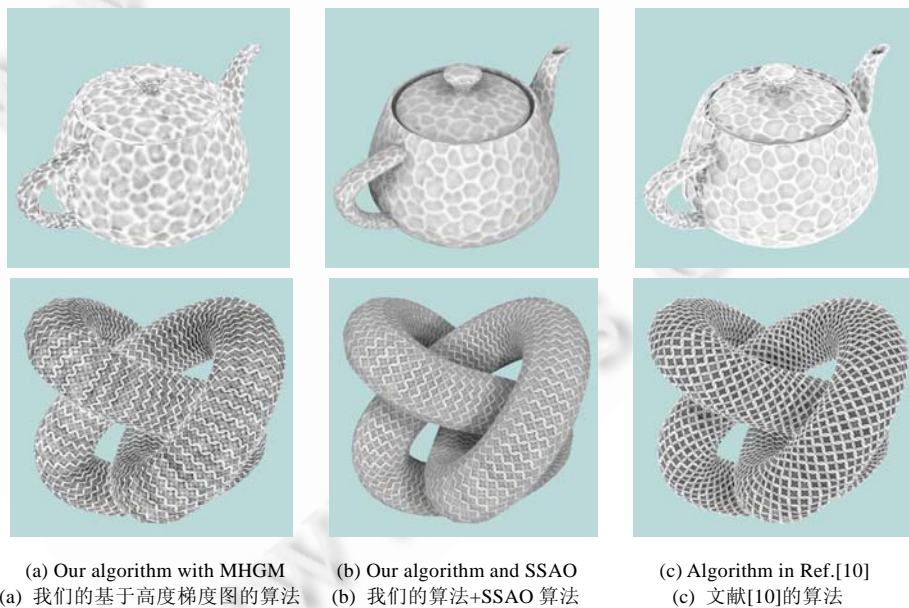 (a) Our algorithm with MHGM (b) Our algorithm and SSAO (c) Algorithm in Ref.[10]
(a) 我们的基于高度梯度图的算法 (b) 我们的算法+SSAO 算法 (c) 文献[10]的算法